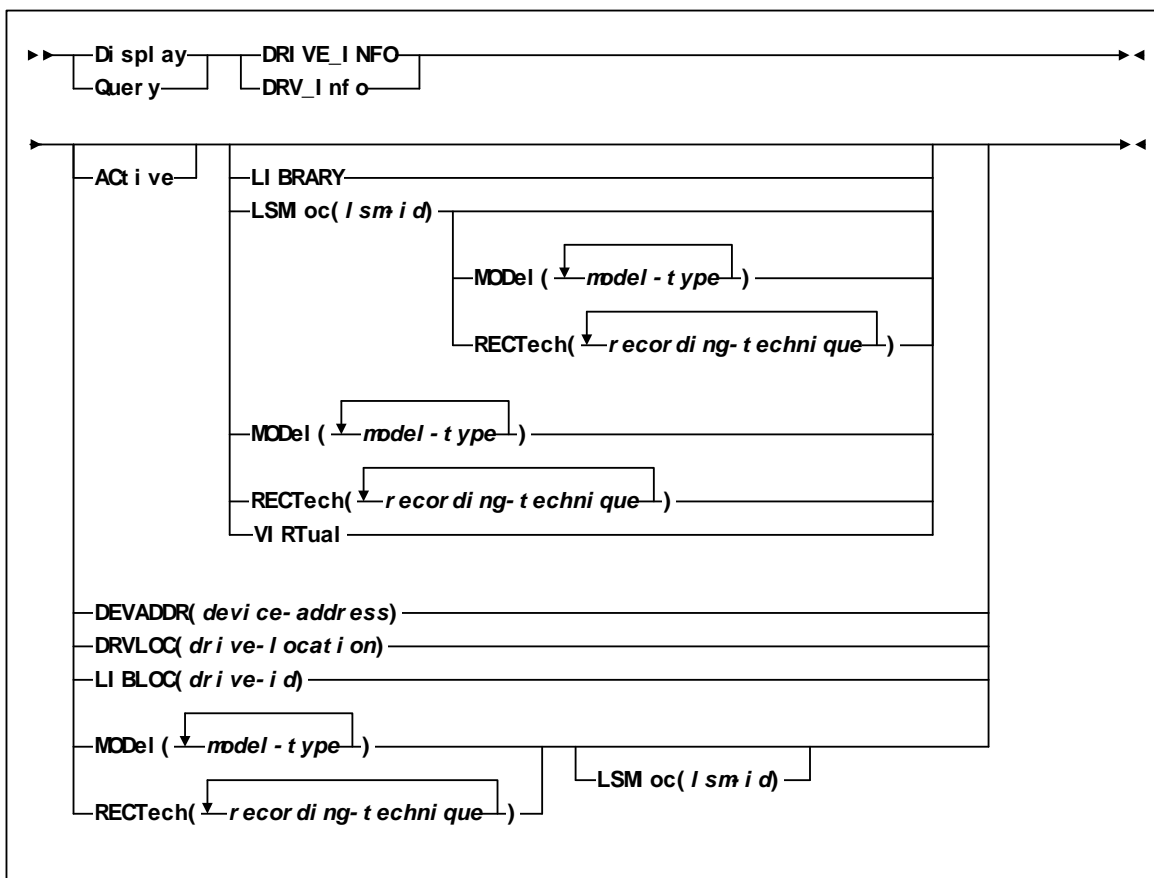 Display DRIVE_INFO
Query DRV_Info
ACtive LIBRARY
LSMloc(lsm-id)
MODel(model-type)
RECTech(recording-technique)
MODel(model-type)
RECTech(recording-technique)
VIRTual
DEVADDR(device-address)
DRVLOC(drive-location)
LIBLOC(drive-id)
MODel(model-type)
LSMloc(lsm-id)
RECTech(recording-technique)